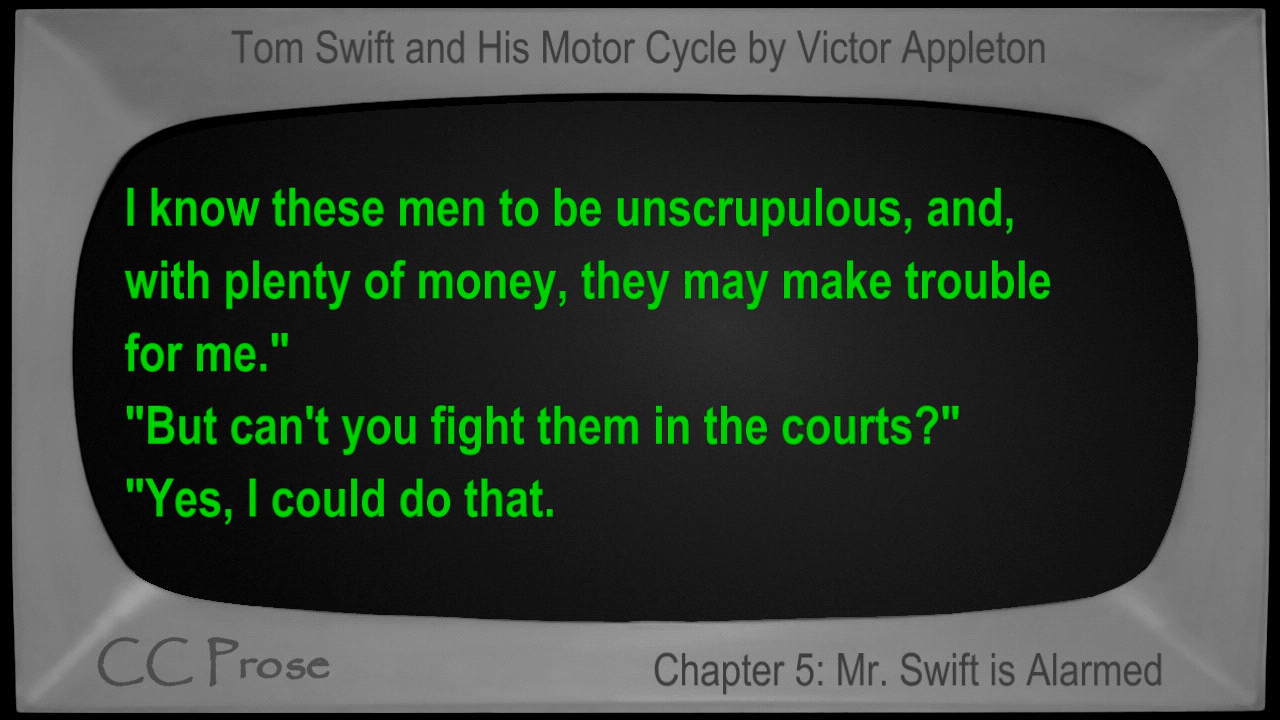 Tom Swift and His Motor Cycle by Victor Appleton
I know these men to be unscrupulous, and,
with plenty of money, they may make trouble
for me."
"But can't you fight them in the courts?"
"Yes, I could do that.
CC Prose
Chapter 5: Mr. Swift is Alarmed